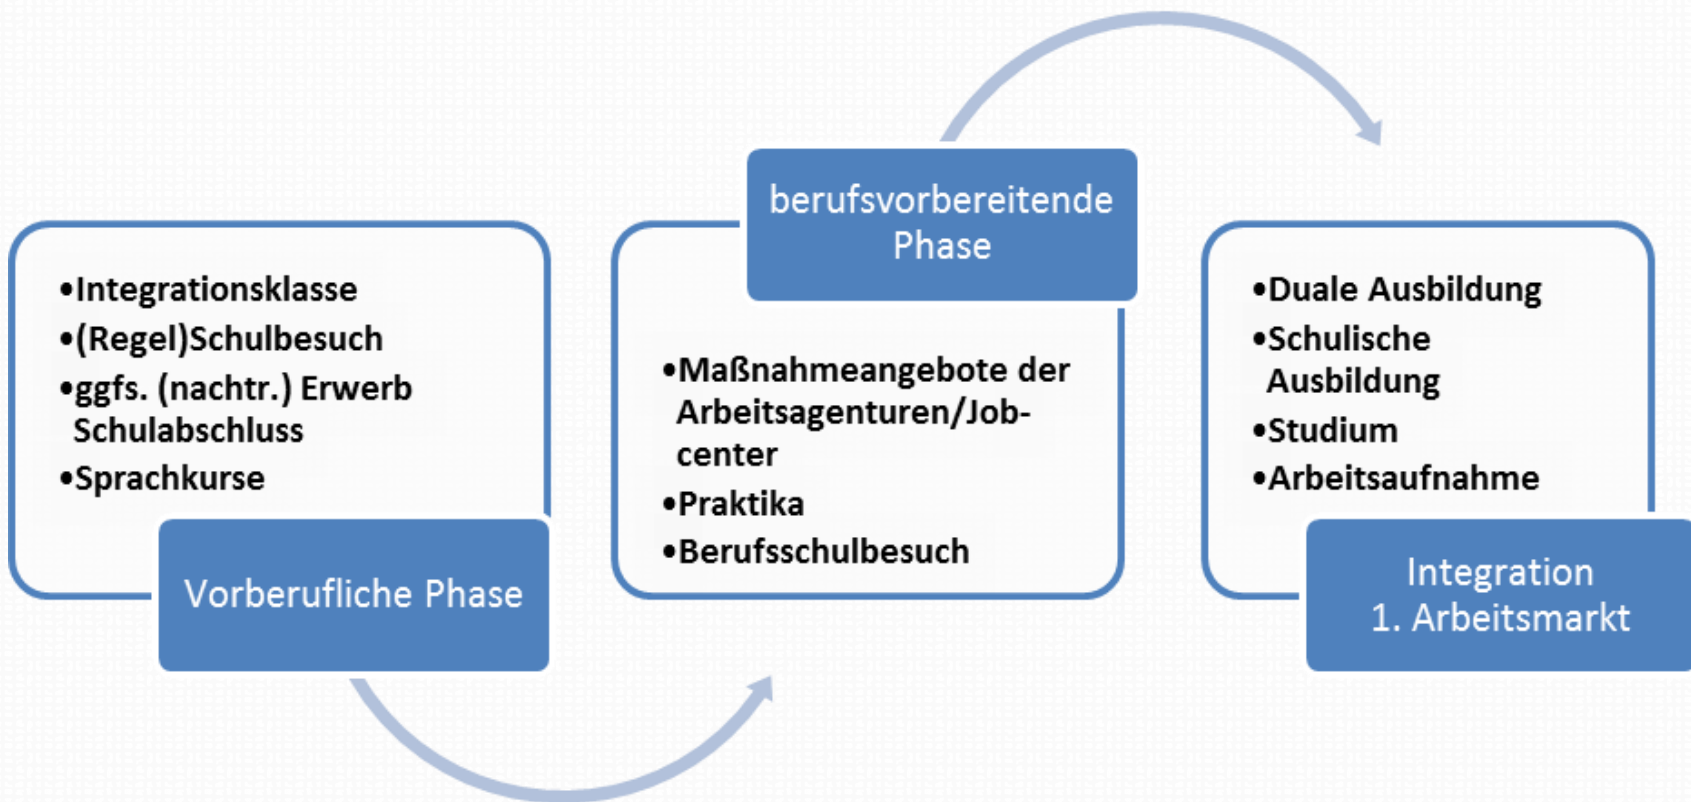 •Integrationsklasse
•(Regel)Schulbesuch
•ggfs. (nachtr.) Erwerb
Schulabschluss
•Sprachkurse
Vorberufliche Phase
berufsvorbereitende
Phase
•Maßnahmeangebote der
Arbeitsagenturen/Job-
center
•Praktika
•Berufsschulbesuch
•Duale Ausbildung
•Schulische
Ausbildung
•Studium
•Arbeitsaufnahme
Integration
1. Arbeitsmarkt